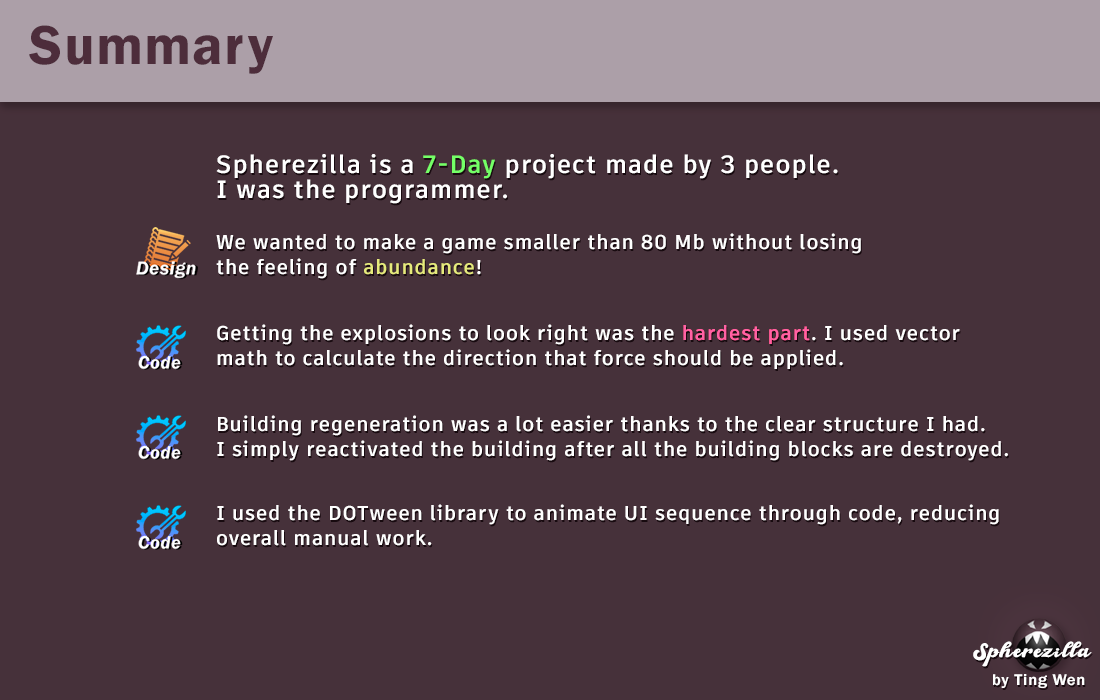 Summary
Spherezilla is a 7-Day project made by 3 people.
I was the programmer.
Design
We wanted to make a game smaller than 80 Mb without losing
the feeling of abundance!
Code
Getting the explosions to look right was the hardest part. I used vector
math to calculate the direction that force should be applied.
Code
Building regeneration was a lot easier thanks to the clear structure I had.
I simply reactivated the building after all the building blocks are destroyed.
Code
I used the DOTween library to animate UI sequence through code, reducing
overall manual work.
Spherezilla
by Ting Wen